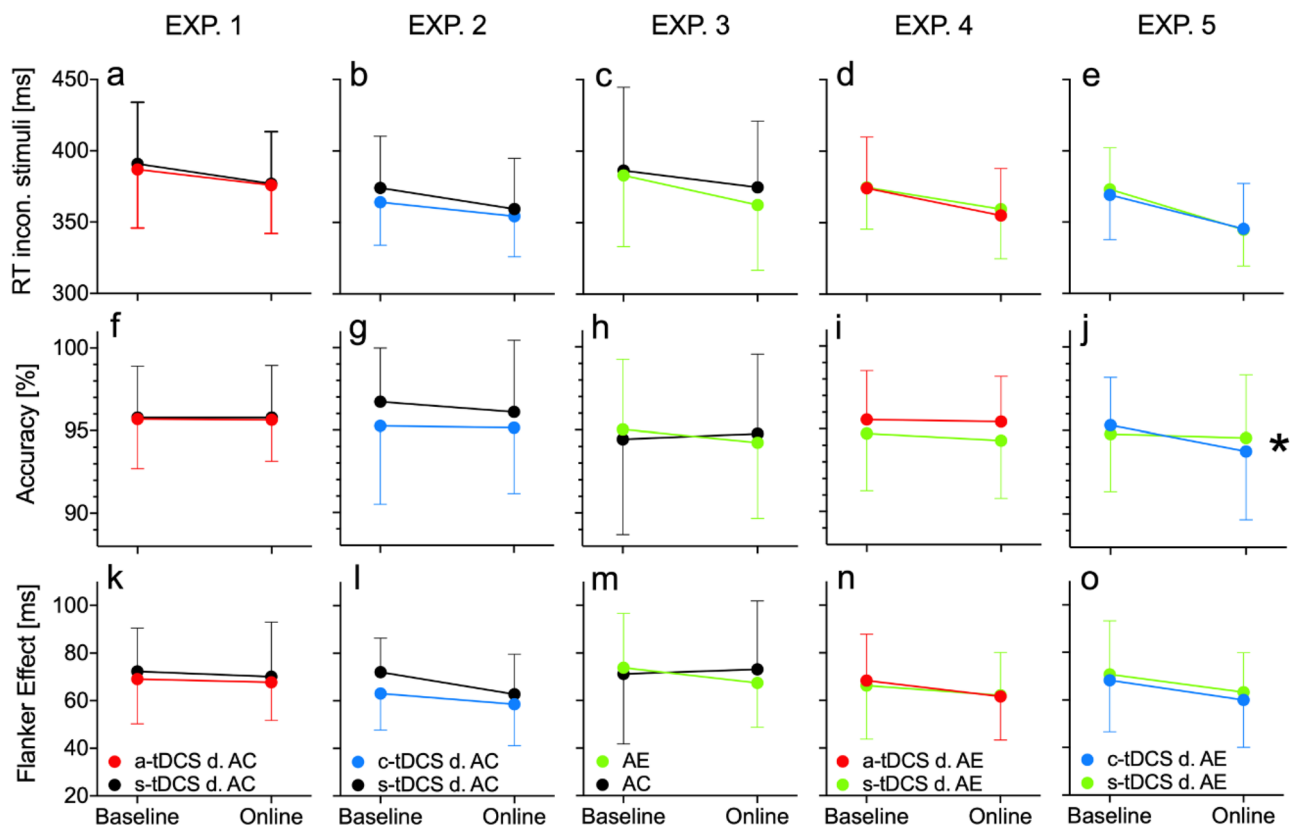 EXP. 1 EXP. 2 EXP. 3 EXP. 4 EXP. 5
a b c d e
RT incon. stimuli [ms]
450
400
350
300
f g h i j
Accuracy [%]
100
95
90
*
k l m n o
Flanker Effect [ms]
100
80
60
40
20
a-tDCS d. AC c-tDCS d. AC AE a-tDCS d. AE c-tDCS d. AE
s-tDCS d. AC s-tDCS d. AC AC s-tDCS d. AE s-tDCS d. AE
Baseline Online Baseline Online Baseline Online Baseline Online Baseline Online